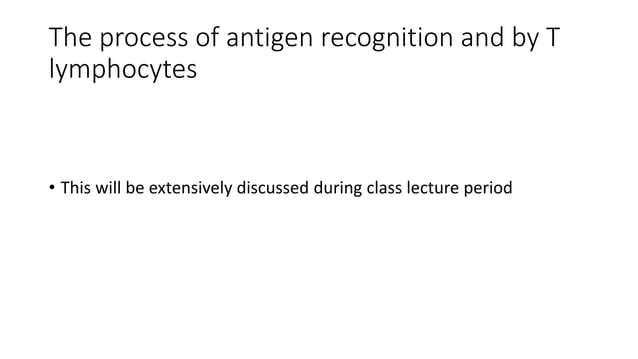 The process of antigen recognition and by T
lymphocytes
• This will be extensively discussed during class lecture period